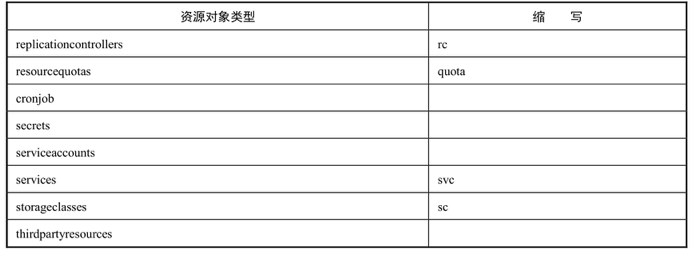 资源对象类型 缩 写
replicationcontrollers rc
resourcequotas quota
cronjob
secrets
serviceaccounts
services svc
storageclasses sc
thirdpartyresources